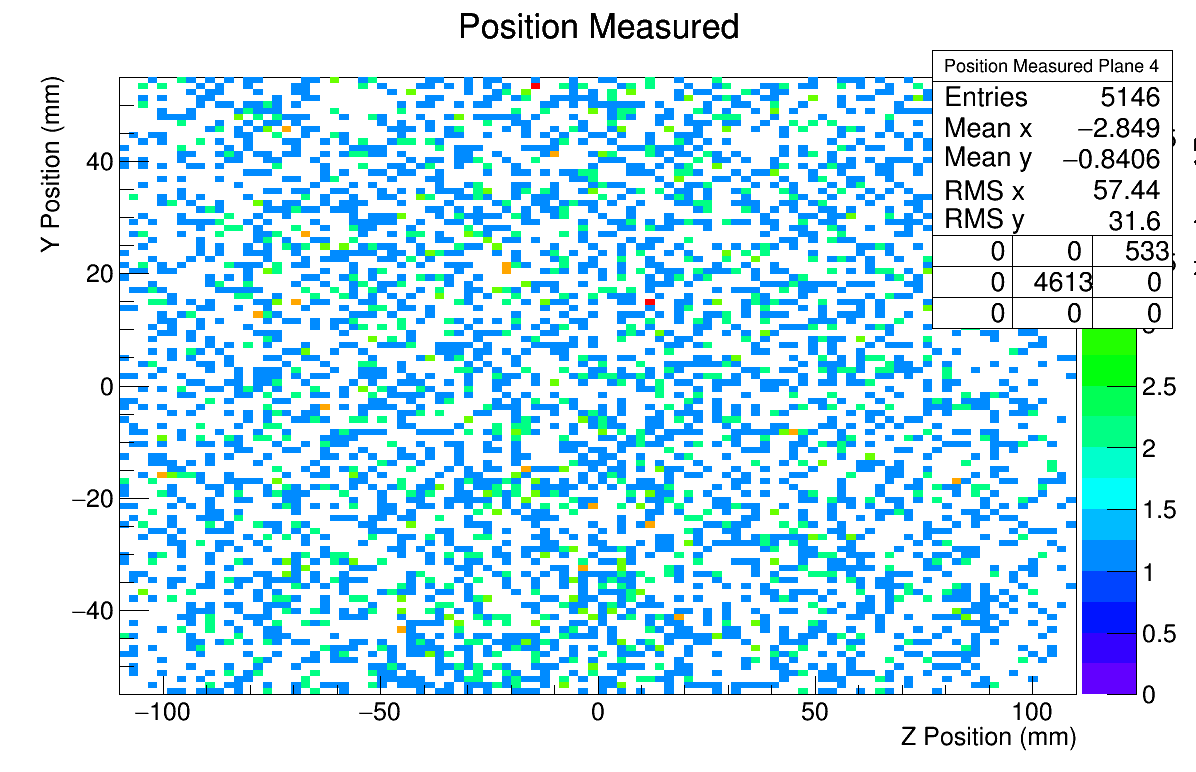 Position Measured
Y Position (mm)
40
20
0
−20
−40
−100
−50
0
50
100
Z Position (mm)
Position Measured Plane 4
Entries 5146
Mean x −2.849
Mean y −0.8406
RMS x 57.44
RMS y 31.6
0 0 533
0 4613 0
0 0 0
2.5
2
1.5
1
0.5
0